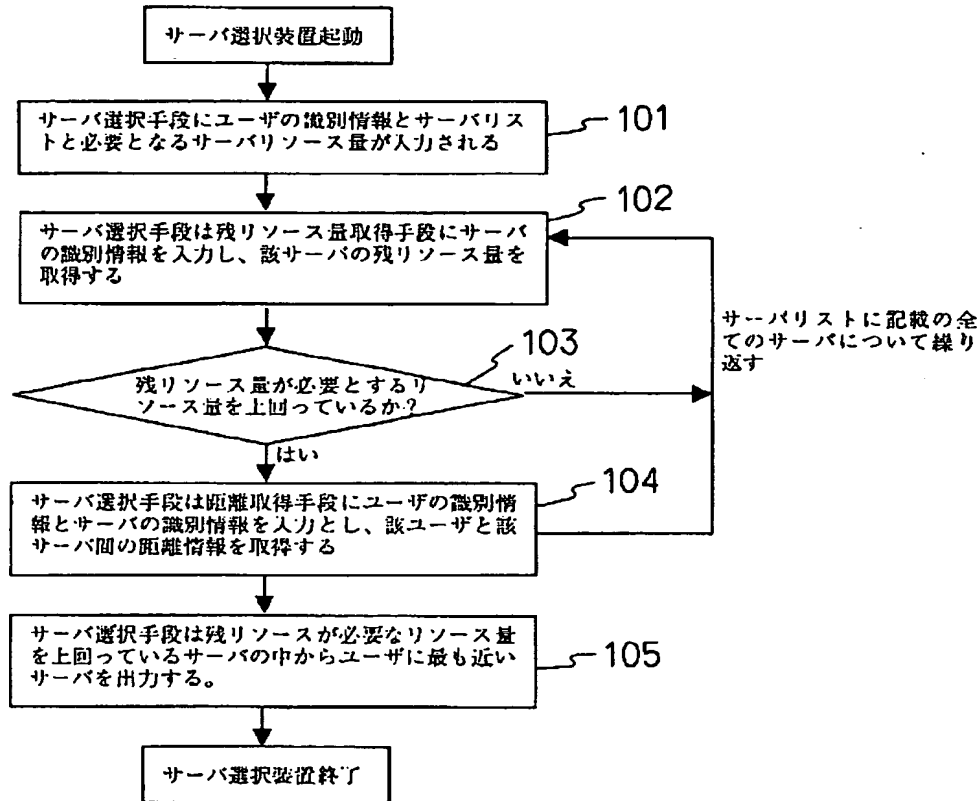 サーバ選択装置起動
サーバ選択手段にユーザの識別情報とサーバリス
トと必要となるサーバリソース量が入力される
101
102
サーバ選択手段は残リソース量取得手段にサーバ
の識別情報を入力し、該サーバの残リソース量を
取得する
サーバリストに記載の全
てのサーバについて繰り
返す
103
残リソース量が必要とするリ
ソース量を上回っているか?
いいえ
はい
104
サーバ選択手段は距離取得手段にユーザの識別情
報とサーバの識別情報を入力とし、該ユーザと該
サーバ間の距離情報を取得する
サーバ選択手段は残リソースが必要なリソース量
を上回っているサーバの中からユーザに最も近い
サーバを出力する。
105
サーバ選択装置終了